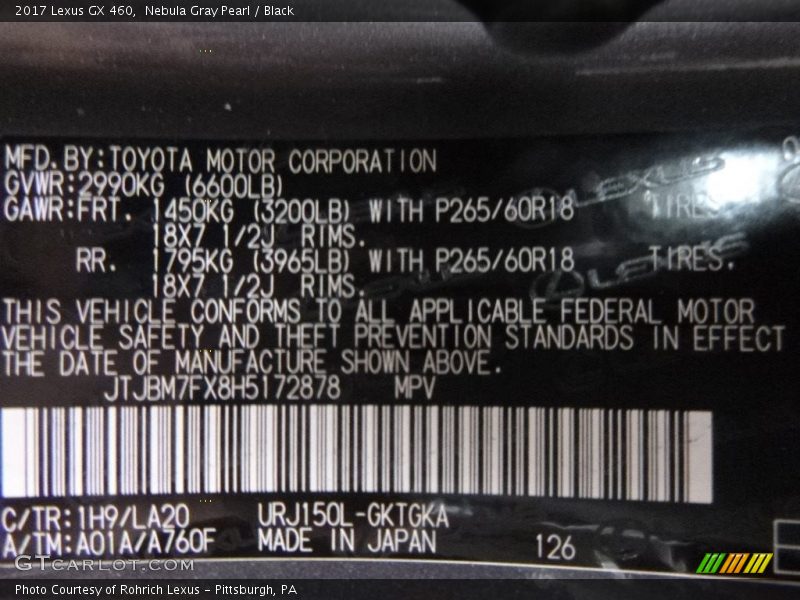 2017 Lexus GX 460,  Nebula Gray Pearl / Black
MFD.BY:TOYOTA MOTOR CORPORATION
GVWR:2990KG (6600LB)
GAWR:FRT. 1450KG (3200LB) WITH P265/60R18 TIRES.
18X7 1/2J RIMS.
RR. 1795KG (3965LB) WITH P265/60R18 TIRES.
18X7 1/2J RIMS.
THIS VEHICLE CONFORMS TO ALL APPLICABLE FEDERAL MOTOR
VEHICLE SAFETY AND THEFT PREVENTION STANDARDS IN EFFECT
THE DATE OF MANUFACTURE SHOWN ABOVE.
JTJBM7FX8H5172878 MPV
C/TR:1H9/LA20 URJ150L-GKTGKA
A/TM:A01A/A760F MADE IN JAPAN 126
GTCARLOT.COM
Photo Courtesy of Rohrich Lexus – Pittsburgh, PA
LEXUS
LEXUS